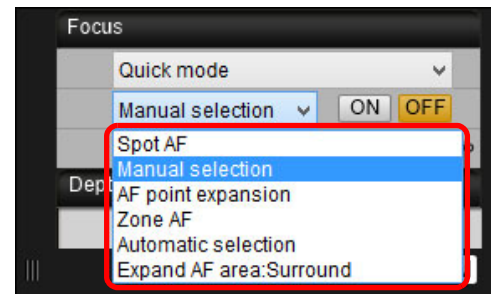 Focus
Quick mode
Manual selection ON OFF
Spot AF
Manual selection
AF point expansion
Zone AF
Automatic selection
Expand AF area:Surround